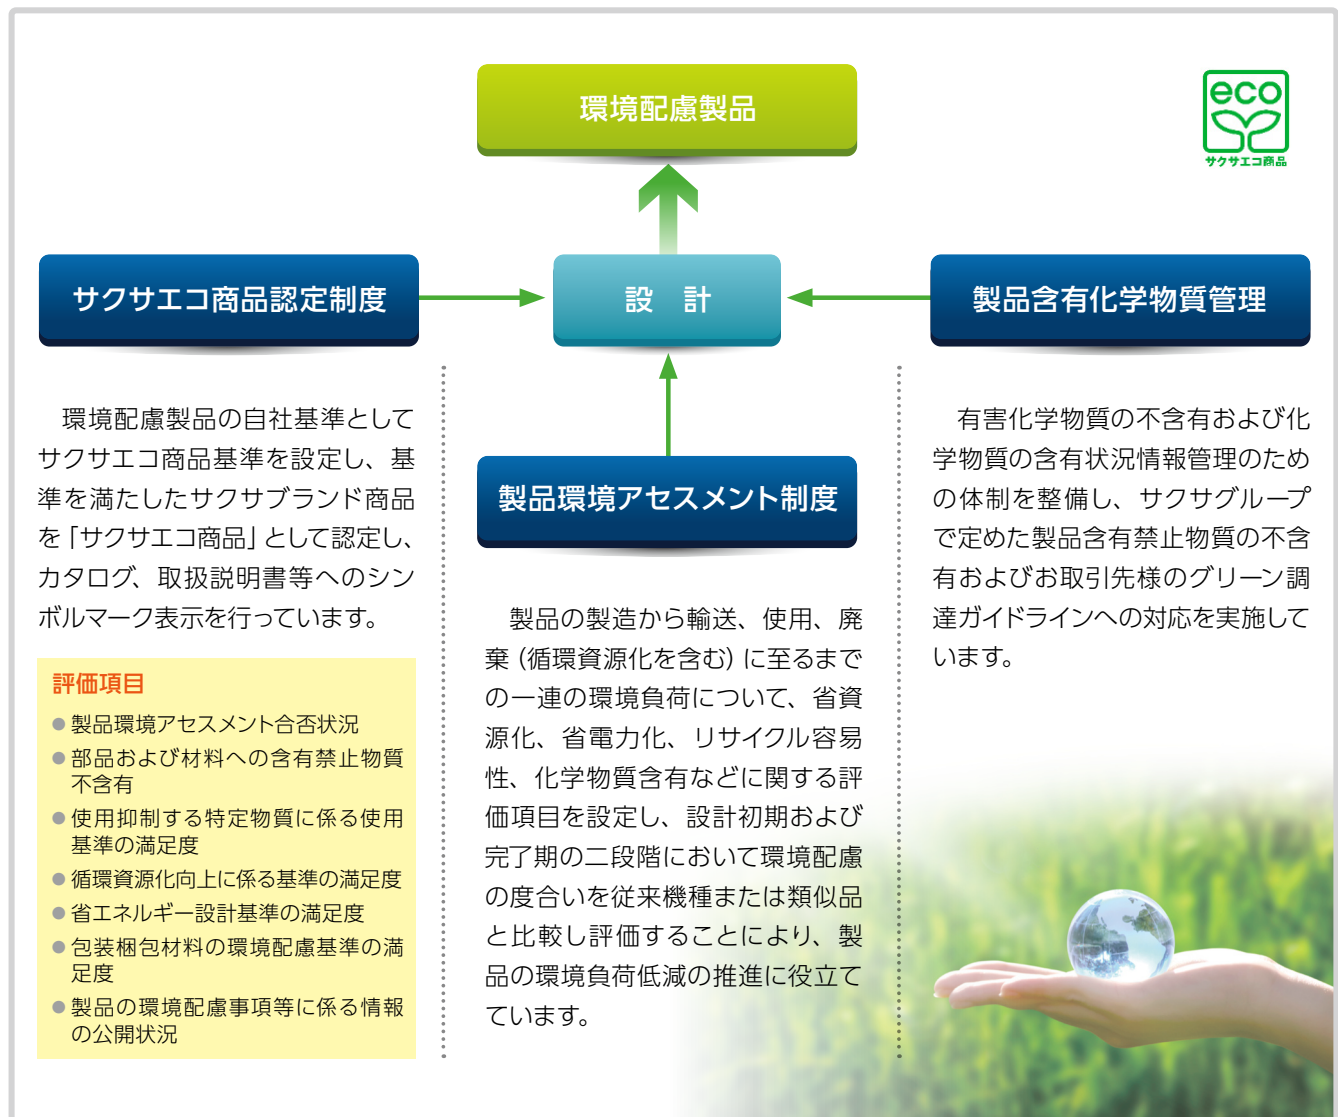 環境配慮製品
eco
サクサエコ商品
サクサエコ商品認定制度
設　計
製品含有化学物質管理
　環境配慮製品の自社基準として
サクサエコ商品基準を設定し、基
準を満たしたサクサブランド商品
を「サクサエコ商品」として認定し、
カタログ、取扱説明書等へのシン
ボルマーク表示を行っています。
評価項目
●製品環境アセスメント合否状況
●部品および材料への含有禁止物質
不含有
●使用抑制する特定物質に係る使用
基準の満足度
●循環資源化向上に係る基準の満足度
●省エネルギー設計基準の満足度
●包装梱包材料の環境配慮基準の満
足度
●製品の環境配慮事項等に係る情報
の公開状況
製品環境アセスメント制度
　製品の製造から輸送、使用、廃
棄（循環資源化を含む）に至るまで
の一連の環境負荷について、省資
源化、省電力化、リサイクル容易
性、化学物質含有などに関する評
価項目を設定し、設計初期および
完了期の二段階において環境配慮
の度合いを従来機種または類似品
と比較し評価することにより、製
品の環境負荷低減の推進に役立て
ています。
　有害化学物質の不含有および化
学物質の含有状況情報管理のため
の体制を整備し、サクサグループ
で定めた製品含有禁止物質の不含
有およびお取引先様のグリーン調
達ガイドラインへの対応を実施して
います。